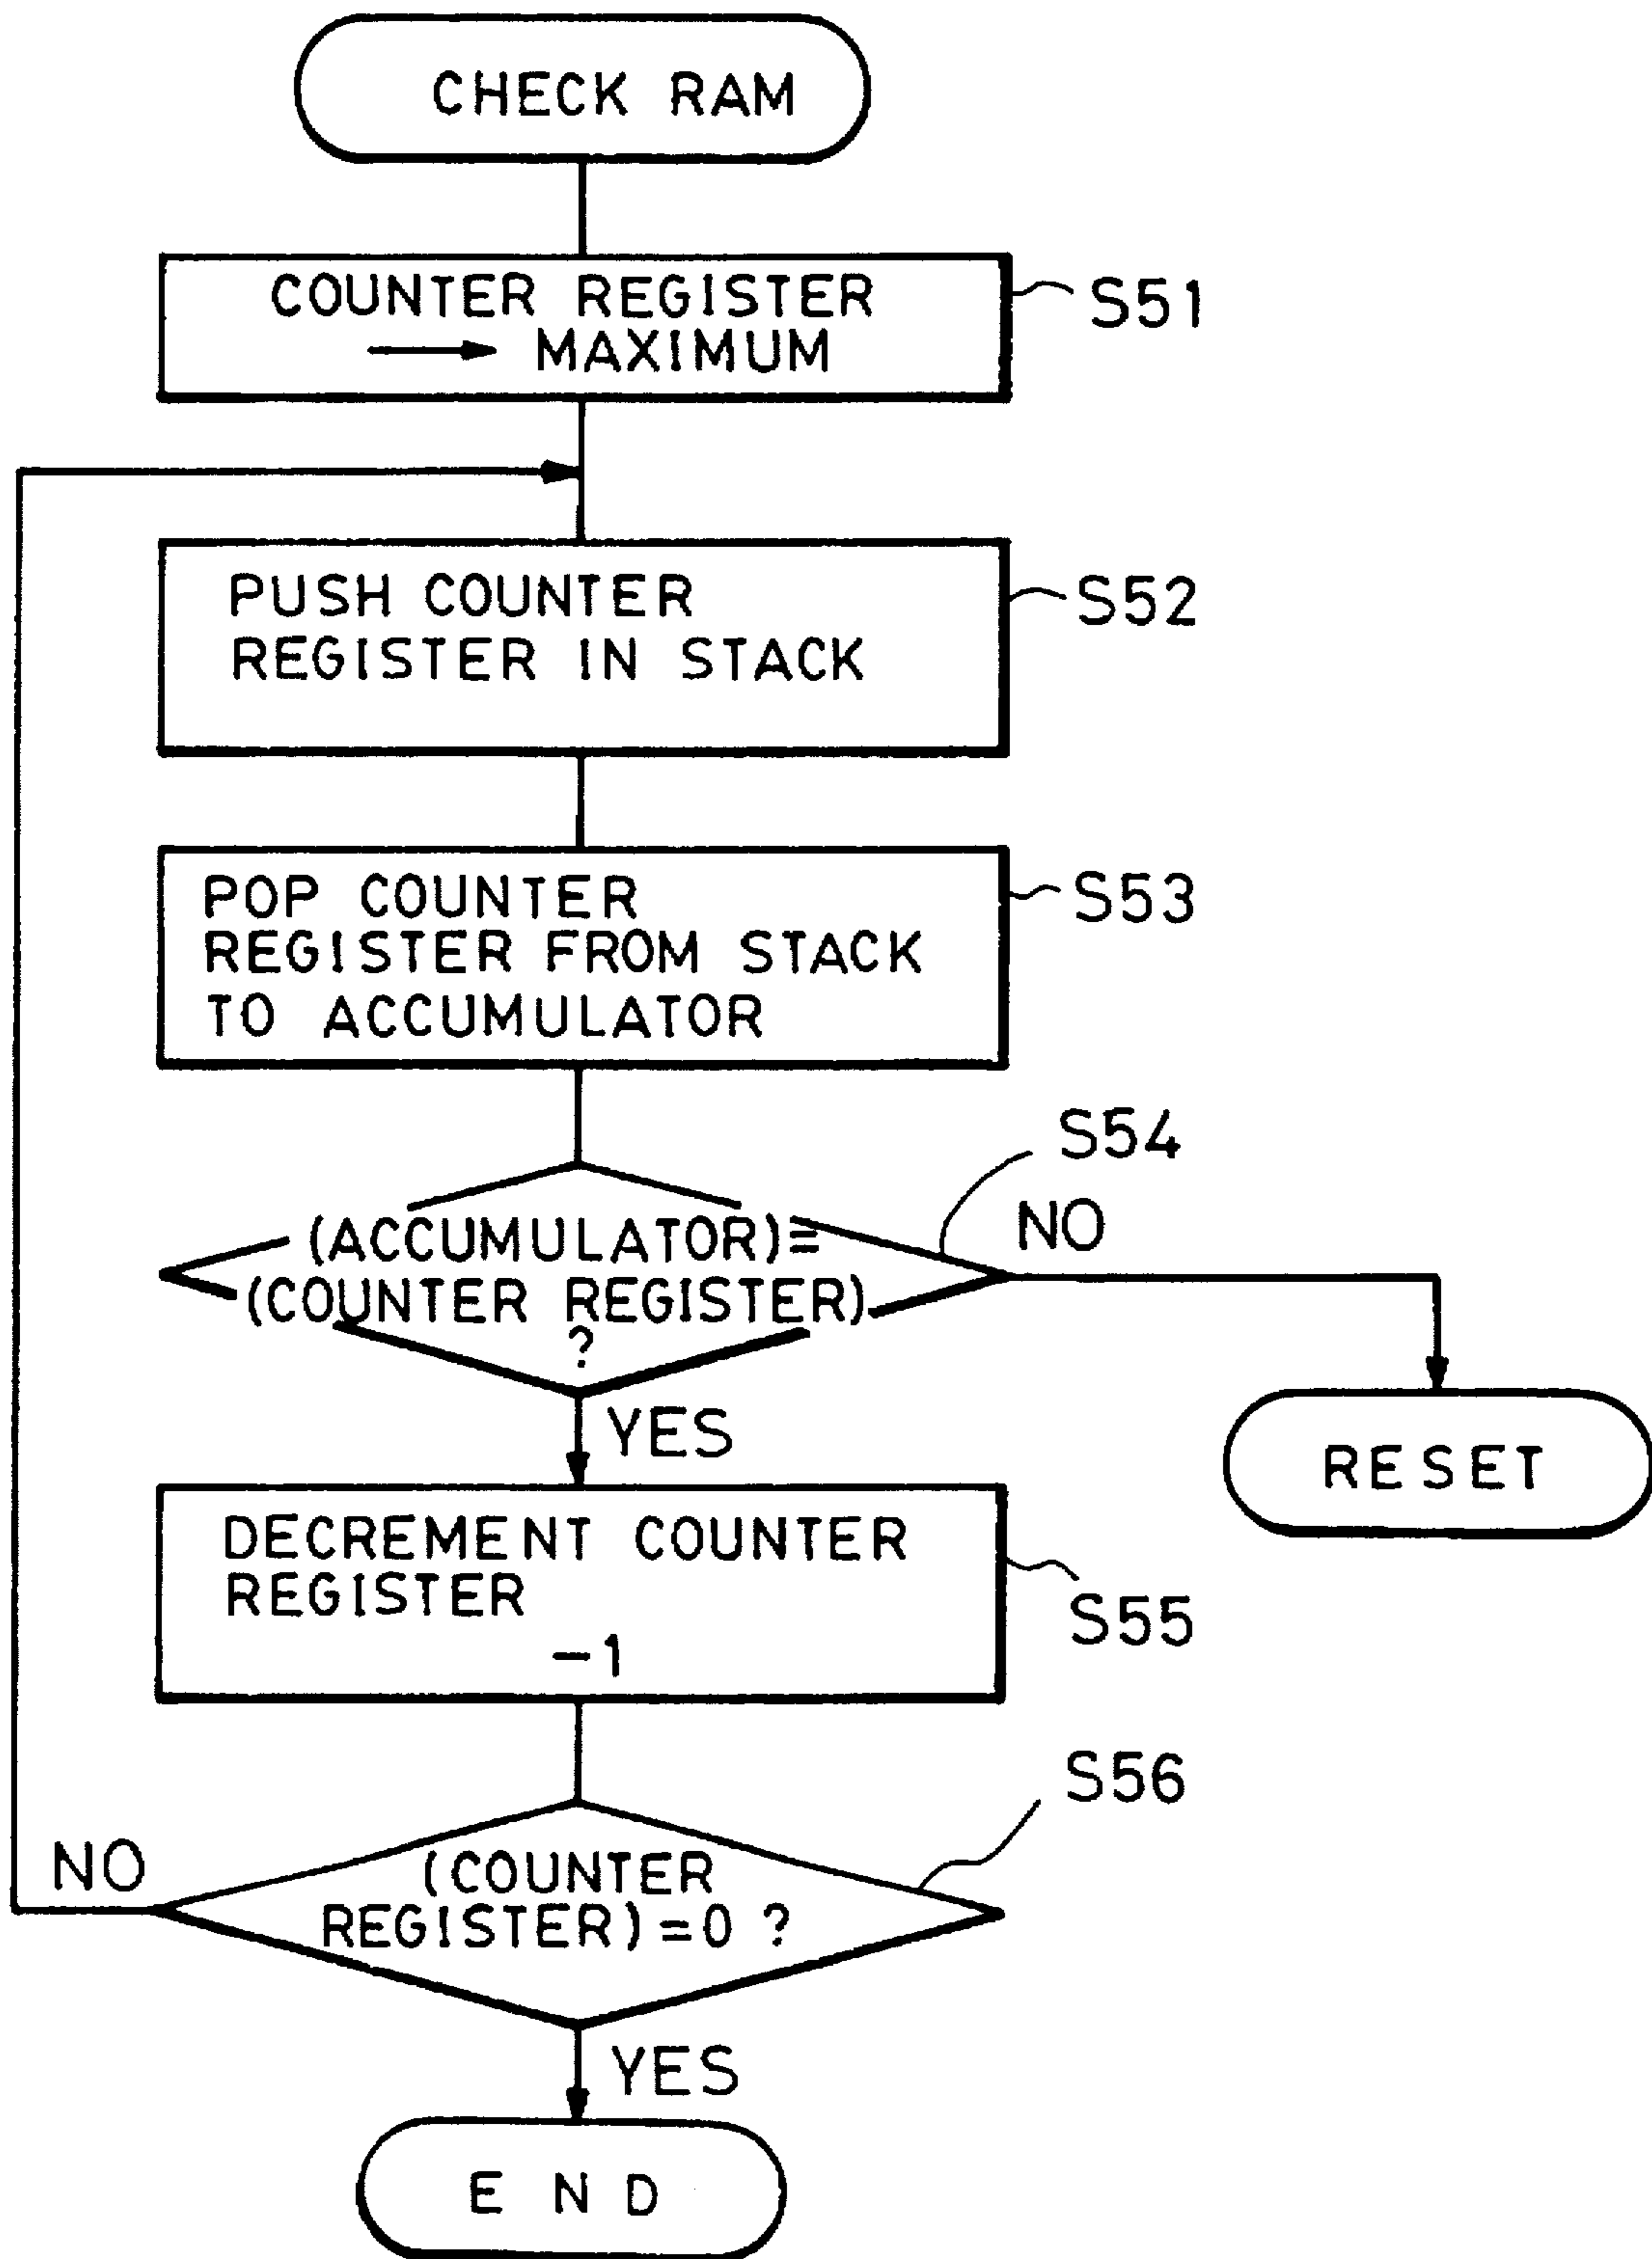 CHECK RAM
COUNTER REGISTER
→ MAXIMUM
S51
PUSH COUNTER
REGISTER IN STACK
S52
POP COUNTER
REGISTER FROM STACK
TO ACCUMULATOR
S53
S54
(ACCUMULATOR)=
(COUNTER REGISTER)
?
NO
YES
RESET
DECREMENT COUNTER
REGISTER
-1
S55
S56
(COUNTER
REGISTER)=0 ?
NO
YES
END